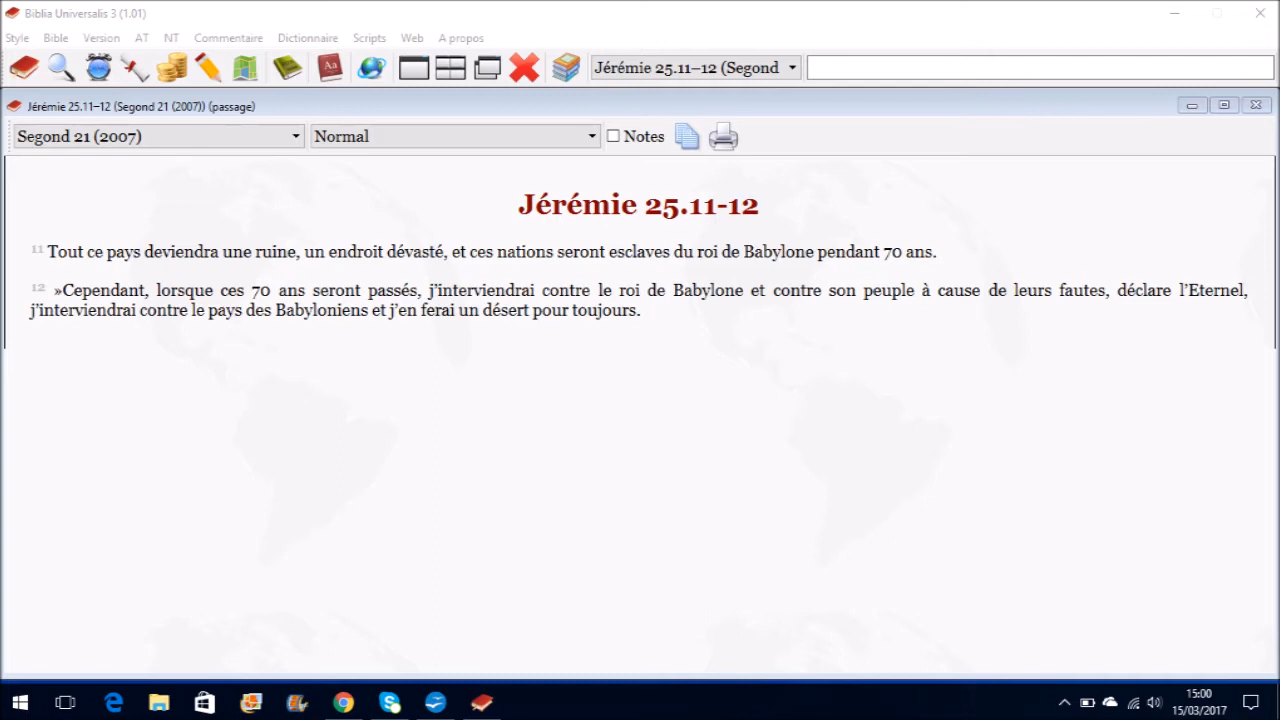 Biblia Universalis 3 (1.01)
Style Bible Version AT NT Commentaire Dictionnaire Scripts Web A propos
Aa
Jérémie 25.11–12 (Segond
Jérémie 25.11–12 (Segond 21 (2007)) (passage)
Segond 21 (2007) Normal Notes
Jérémie 25.11-12
11 Tout ce pays deviendra une ruine, un endroit dévasté, et ces nations seront esclaves du roi de Babylone pendant 70 ans.
12 »Cependant, lorsque ces 70 ans seront passés, j’interviendrai contre le roi de Babylone et contre son peuple à cause de leurs fautes, déclare l’Eternel,
j’interviendrai contre le pays des Babyloniens et j’en ferai un désert pour toujours.
15:00
15/03/2017